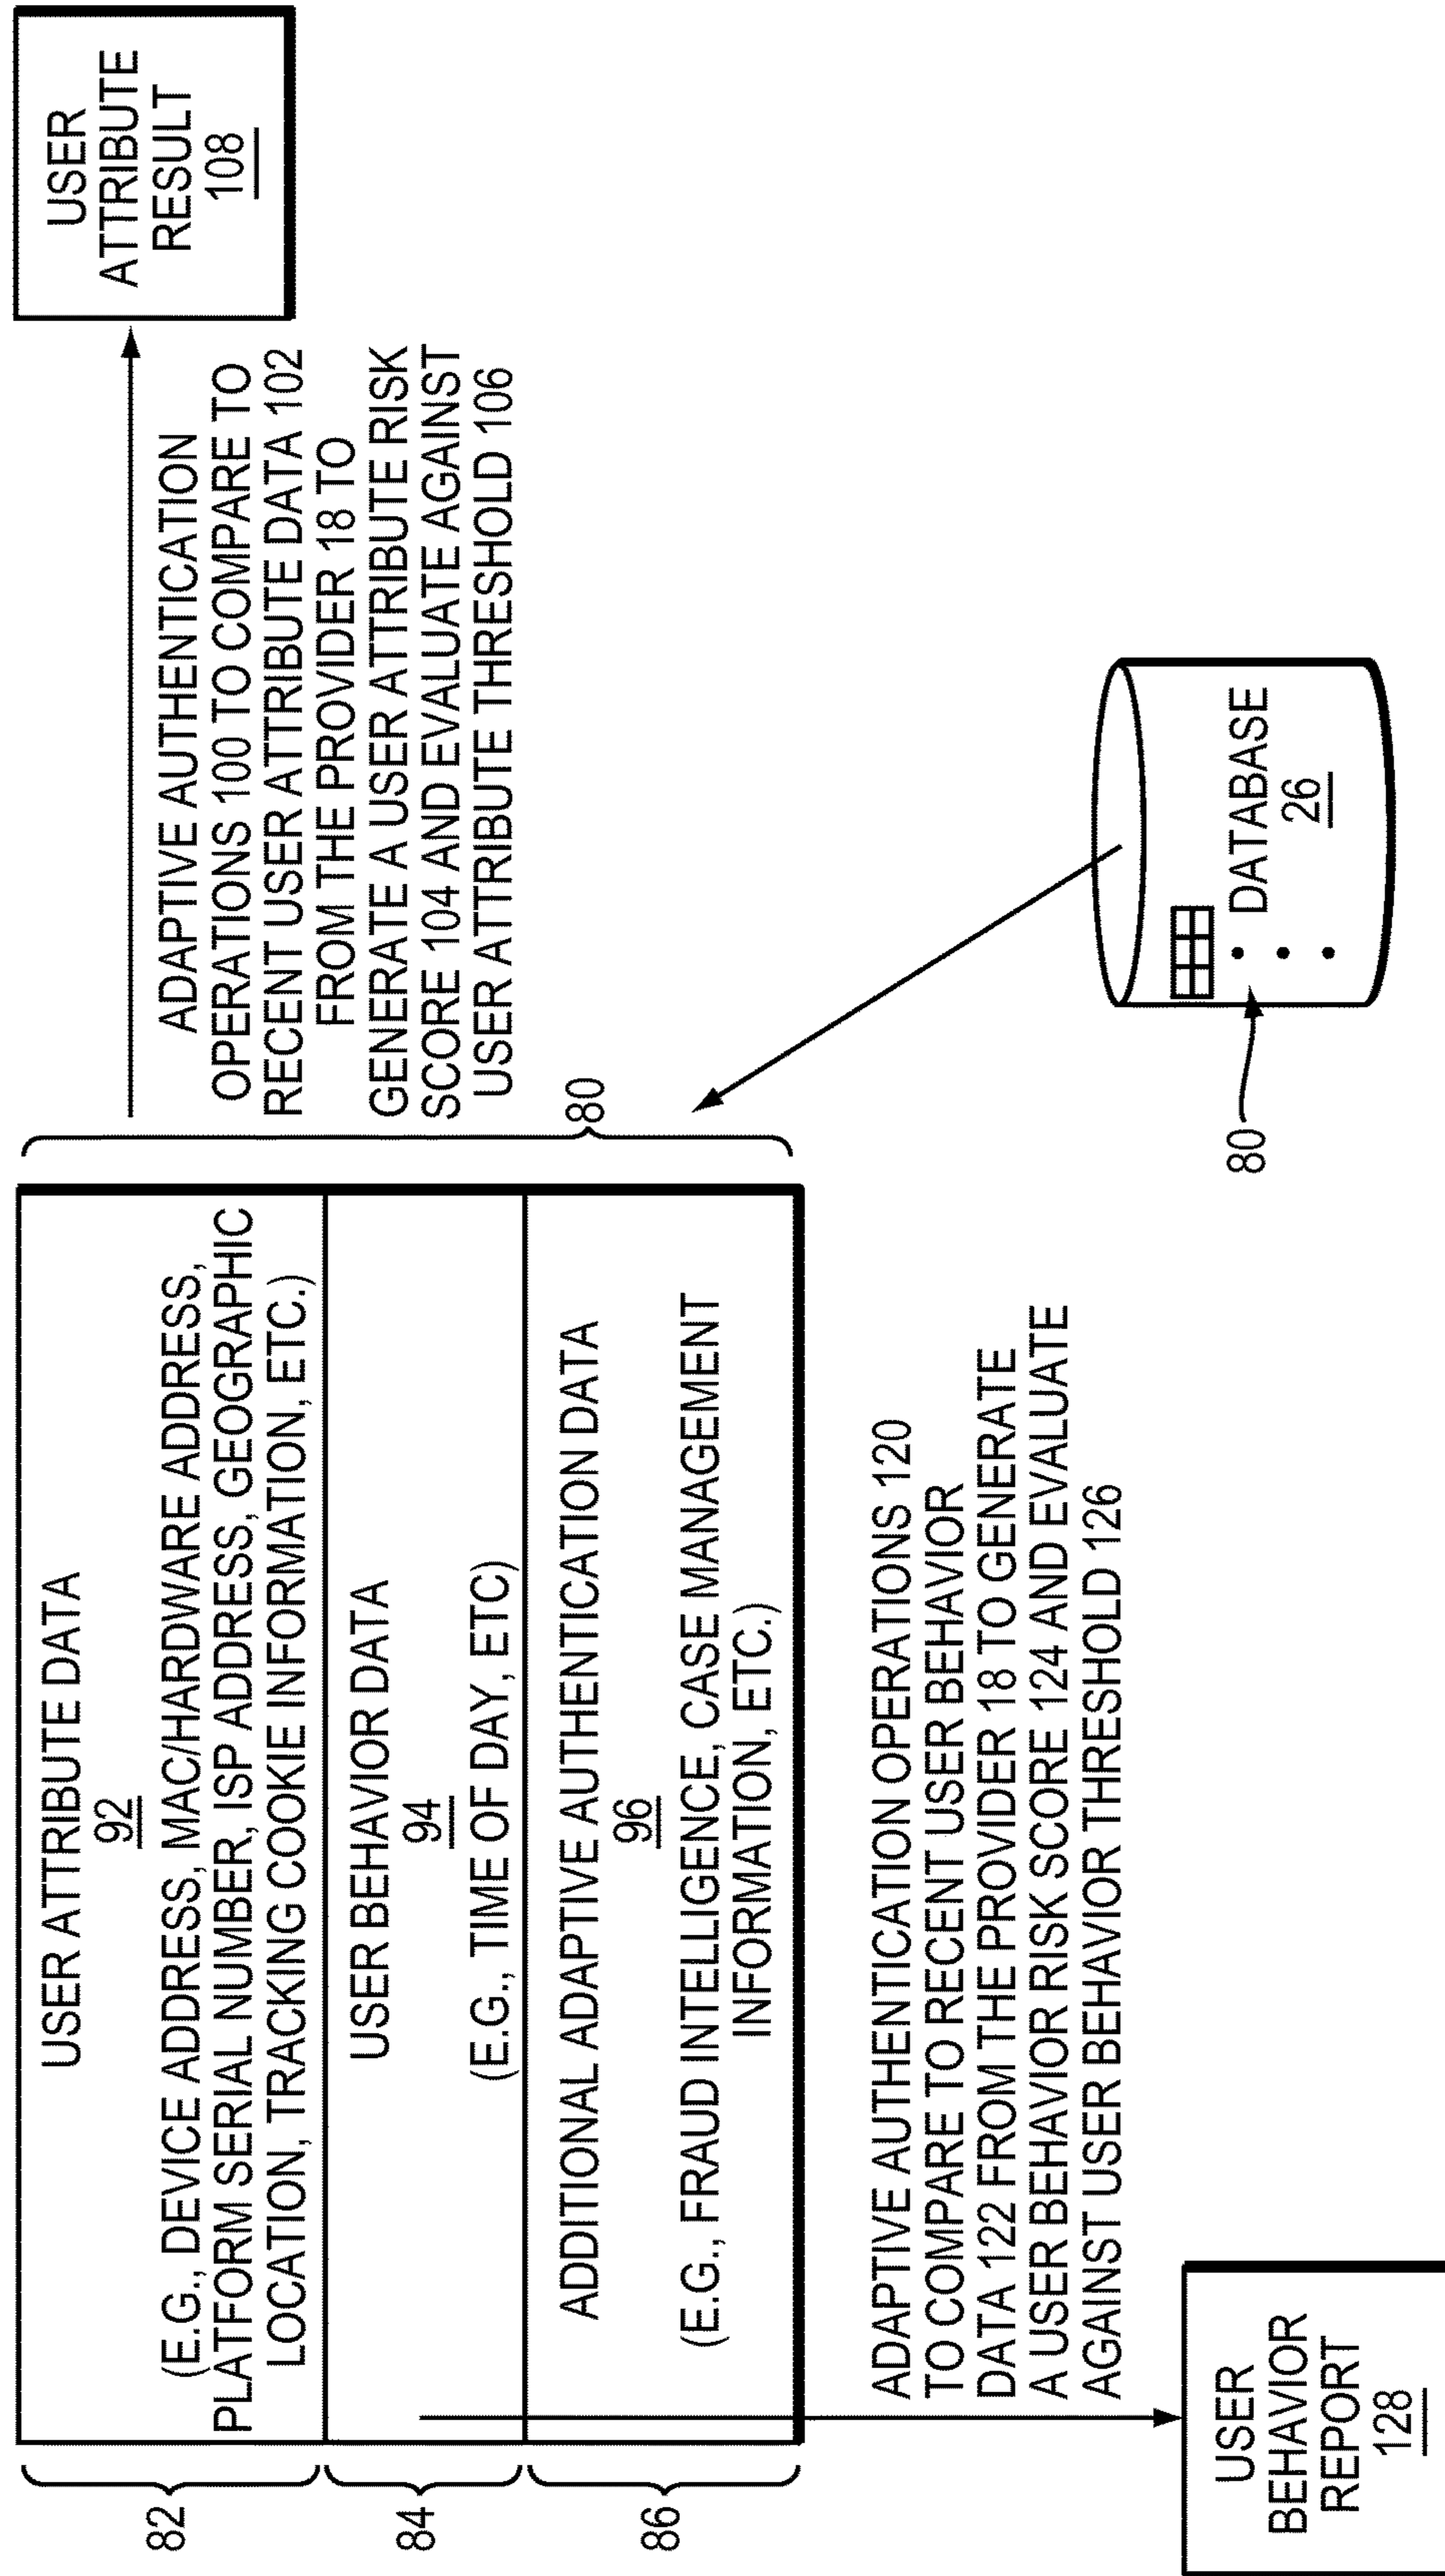 USER ATTRIBUTE DATA
92
(E.G., DEVICE ADDRESS, MAC/HARDWARE ADDRESS,
PLATFORM SERIAL NUMBER, ISP ADDRESS, GEOGRAPHIC
LOCATION, TRACKING COOKIE INFORMATION, ETC.)
82
USER BEHAVIOR DATA
94
(E.G., TIME OF DAY, ETC)
84
ADDITIONAL ADAPTIVE AUTHENTICATION DATA
96
(E.G., FRAUD INTELLIGENCE, CASE MANAGEMENT
INFORMATION, ETC.)
86
80
ADAPTIVE AUTHENTICATION
OPERATIONS 100 TO COMPARE TO
RECENT USER ATTRIBUTE DATA 102
FROM THE PROVIDER 18 TO
GENERATE A USER ATTRIBUTE RISK
SCORE 104 AND EVALUATE AGAINST
USER ATTRIBUTE THRESHOLD 106
USER
ATTRIBUTE
RESULT
108
ADAPTIVE AUTHENTICATION OPERATIONS 120
TO COMPARE TO RECENT USER BEHAVIOR
DATA 122 FROM THE PROVIDER 18 TO GENERATE
A USER BEHAVIOR RISK SCORE 124 AND EVALUATE
AGAINST USER BEHAVIOR THRESHOLD 126
USER
BEHAVIOR
REPORT
128
DATABASE
26
80